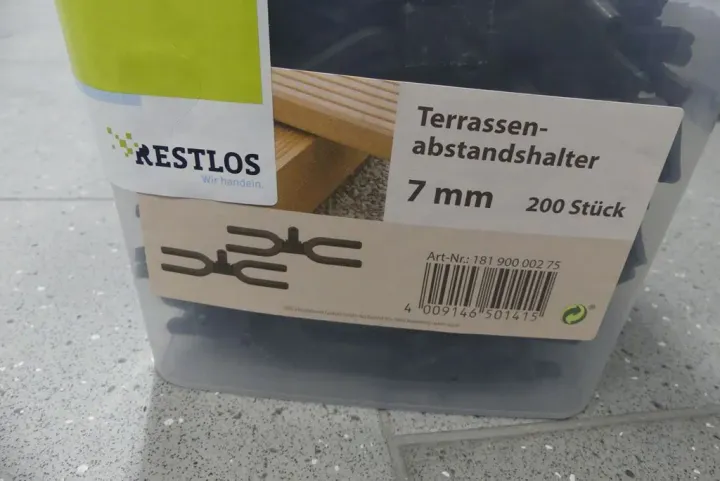 RESTLOS
Wir handeln.
Terrassen-
abstandshalter
7 mm 200 Stück
Art-Nr.: 181 900 002 75
4 009146 501415